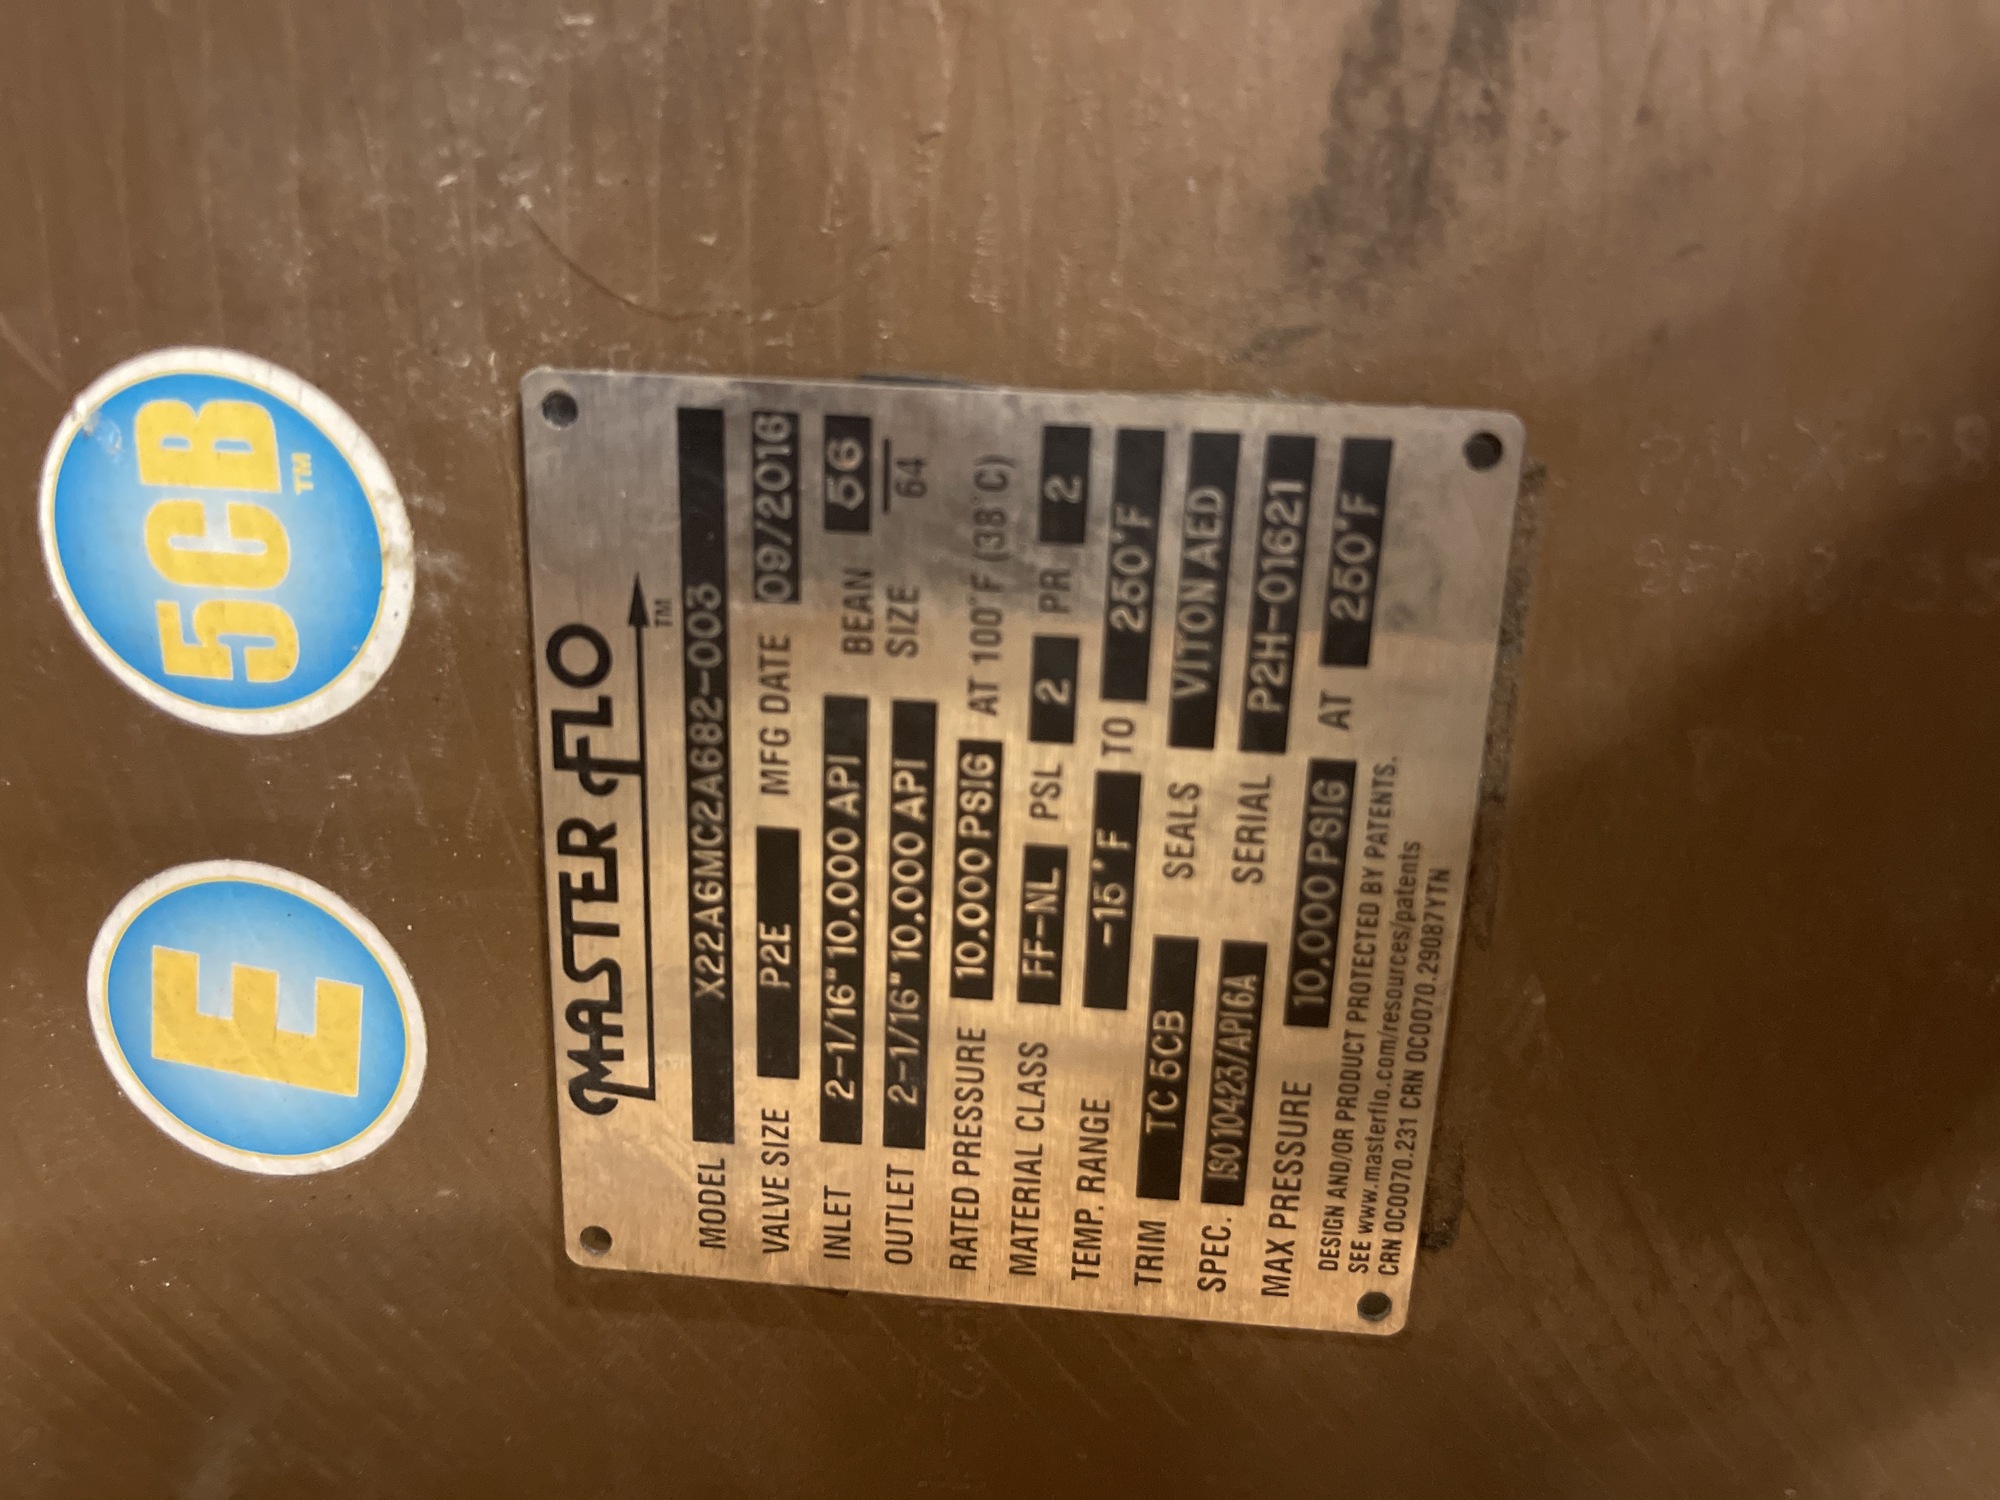 E 5CB™
MASTER FLO™
MODEL X22A6MC2A682-003
VALVE SIZE P2E MFG DATE 09/2016
INLET 2-1/16" 10,000 API BEAN SIZE 56/64
OUTLET 2-1/16" 10,000 API
RATED PRESSURE 10,000 PSIG AT 100°F (38°C)
MATERIAL CLASS FF-NL PSL 2 PR 2
TEMP. RANGE -15°F TO 250°F
TRIM TC 5CB SEALS VITON AED
SPEC. ISO 10423/API6A SERIAL P2H-01621
MAX PRESSURE 10,000 PSIG AT 250°F
DESIGN AND/OR PRODUCT PROTECTED BY PATENTS.
SEE www.masterflo.com/resources/patents
CRN 0C0070.231 CRN 0C0070.29087YTN